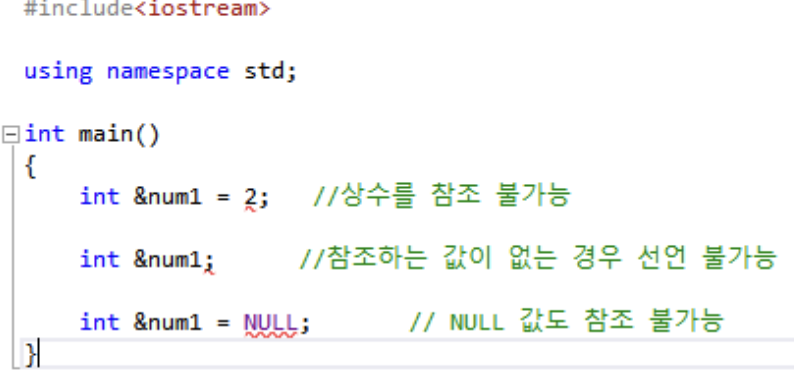 #include<iostream>
using namespace std;
int main()
{
int &num1 = 2; //상수를 참조 불가능
int &num1; //참조하는 값이 없는 경우 선언 불가능
int &num1 = NULL; // NULL 값도 참조 불가능
}